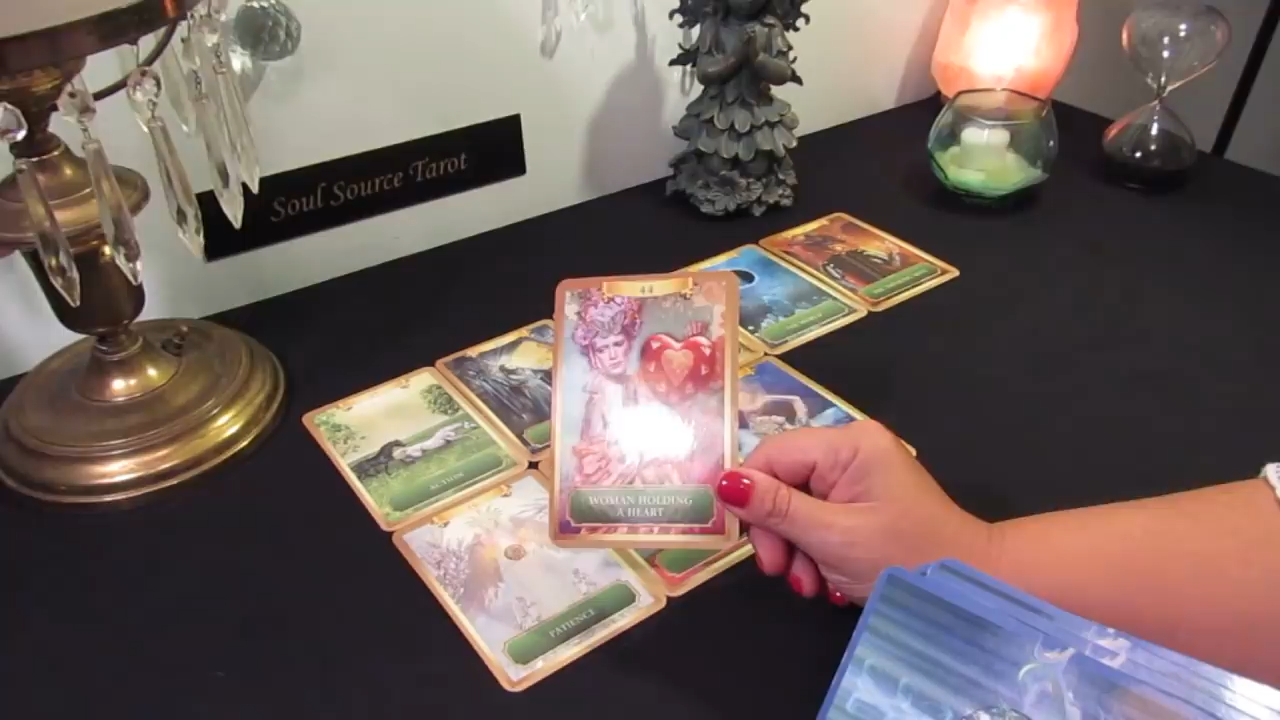 Soul Source Tarot
44
WOMAN HOLDING
A HEART
ACTION
PATIENCE